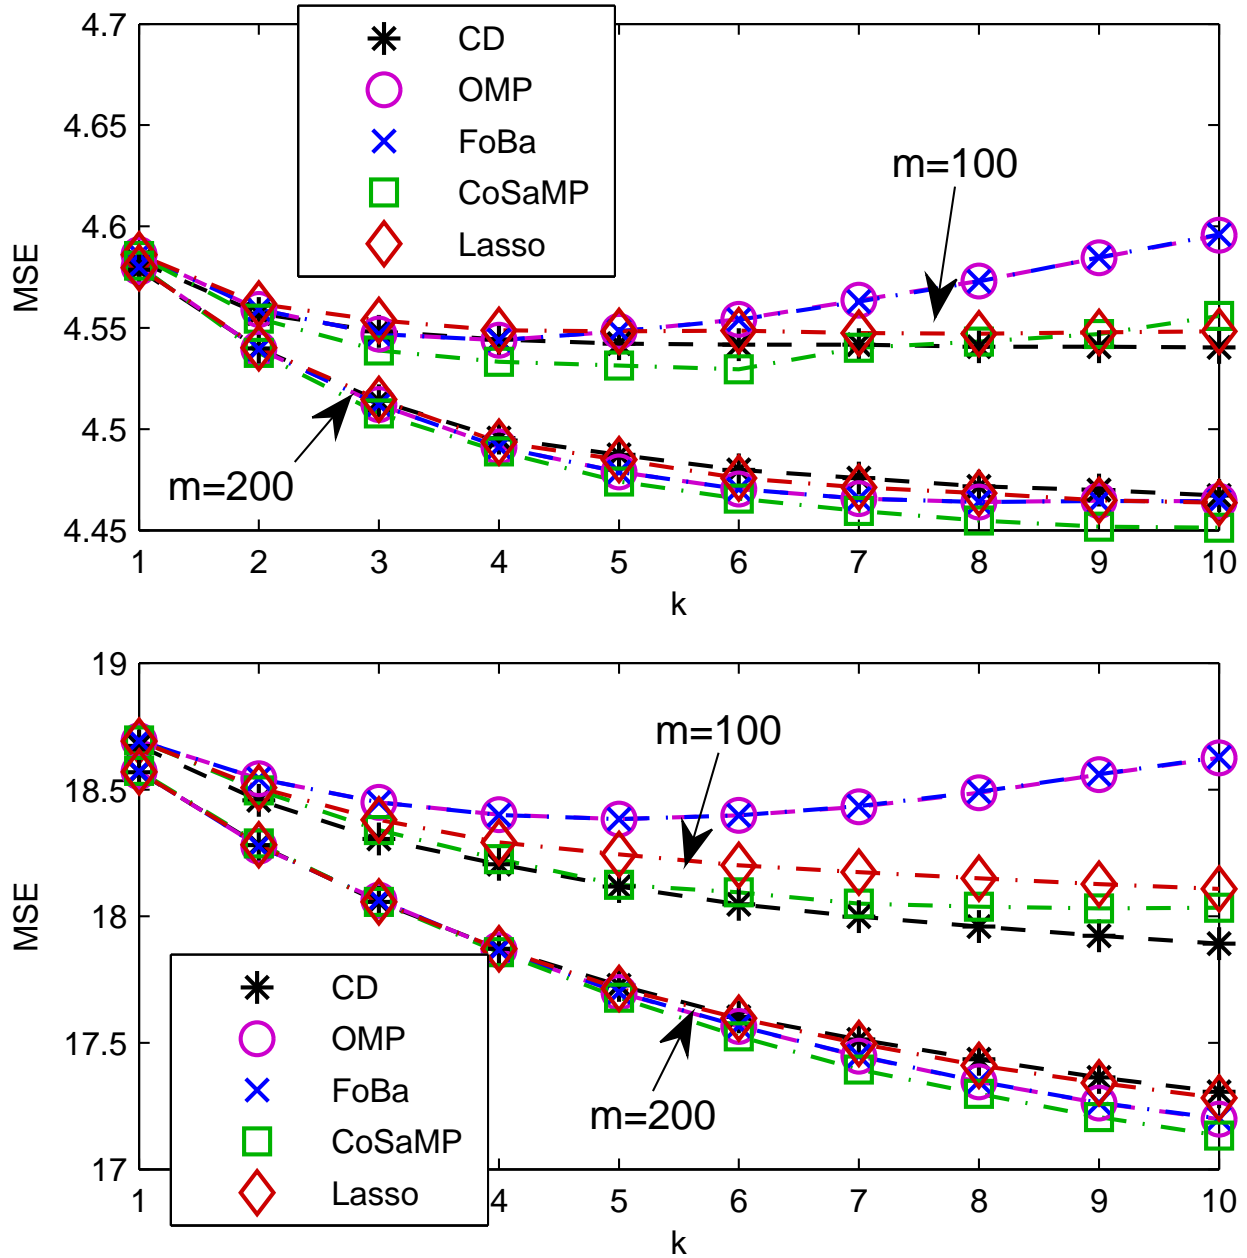 4.7
4.65
4.6
4.55
4.5
4.45
MSE
CD
OMP
FoBa
CoSaMP
Lasso
m=100
m=200
1 2 3 4 5 6 7 8 9 10
k
19
18.5
18
17.5
17
MSE
m=100
CD
OMP
FoBa
CoSaMP
Lasso
m=200
1 4 5 6 7 8 9 10
k